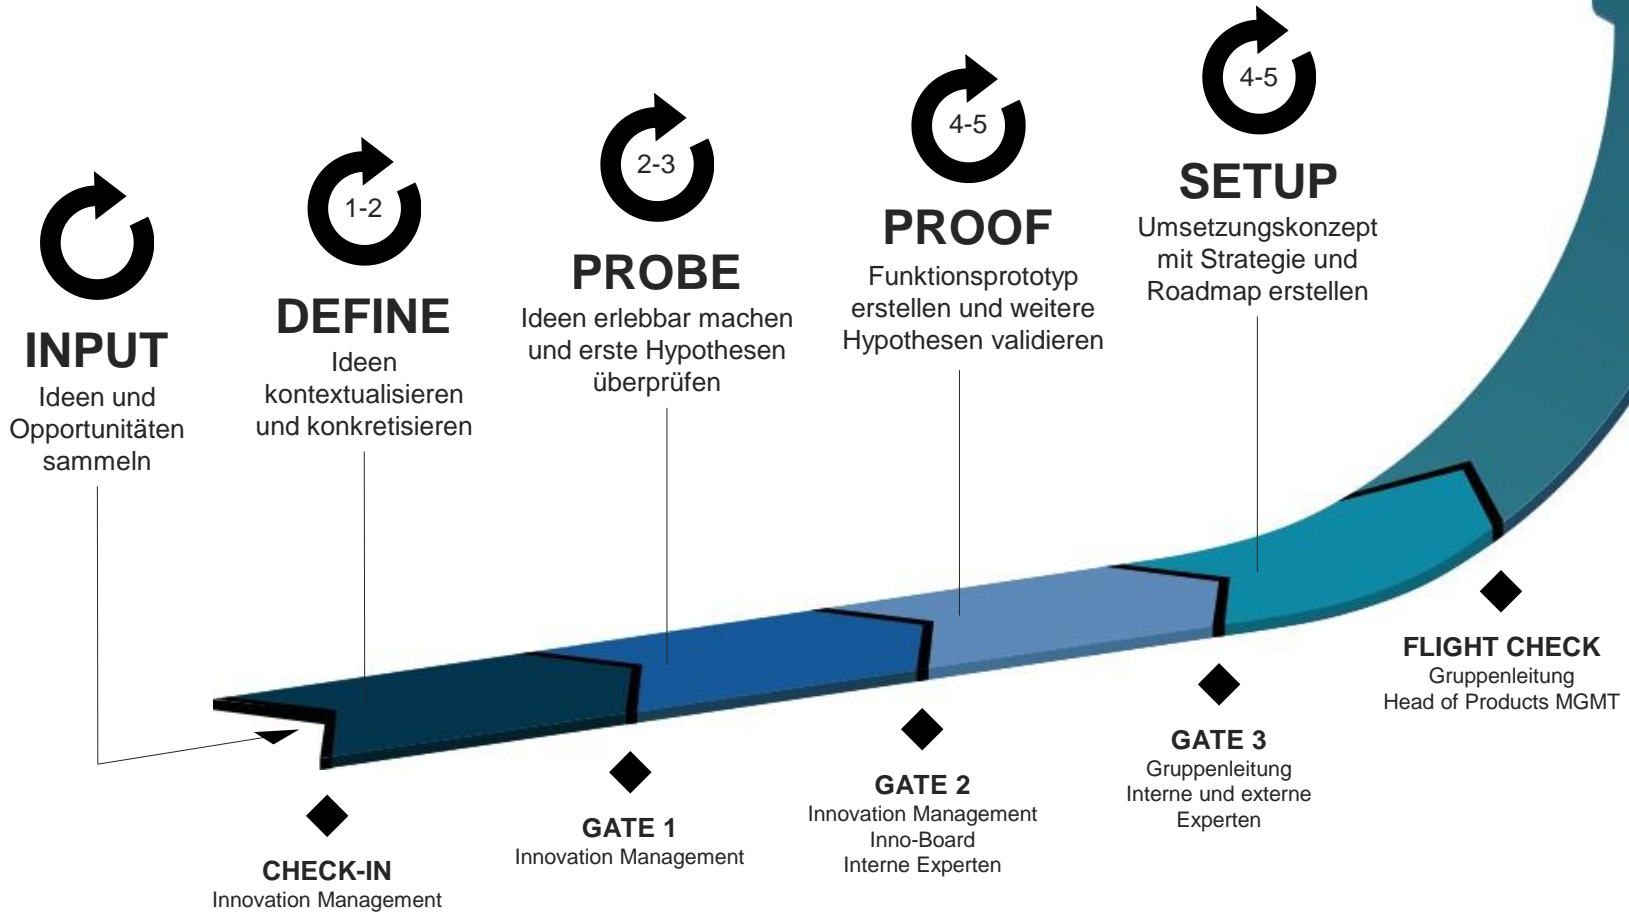 INPUT
Ideen und
Opportunitäten
sammeln
1-2
DEFINE
Ideen
kontextualisieren
und konkretisieren
2-3
PROBE
Ideen erlebbar machen
und erste Hypothesen
überprüfen
4-5
PROOF
Funktionsprototyp
erstellen und weitere
Hypothesen validieren
4-5
SETUP
Umsetzungskonzept
mit Strategie und
Roadmap erstellen
CHECK-IN
Innovation Management
GATE 1
Innovation Management
GATE 2
Innovation Management
Inno-Board
Interne Experten
GATE 3
Gruppenleitung
Interne und externe
Experten
FLIGHT CHECK
Gruppenleitung
Head of Products MGMT